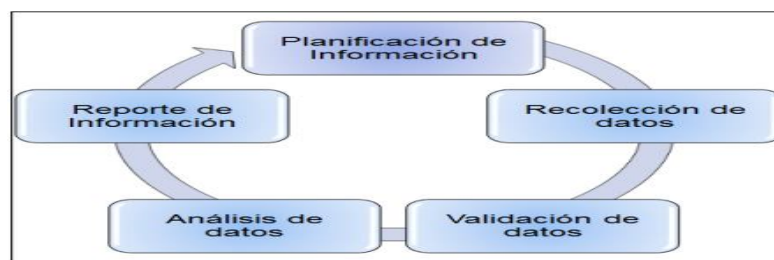 Planificación de
Información
Recolección de
datos
Validación de
datos
Análisis de
datos
Reporte de
Información